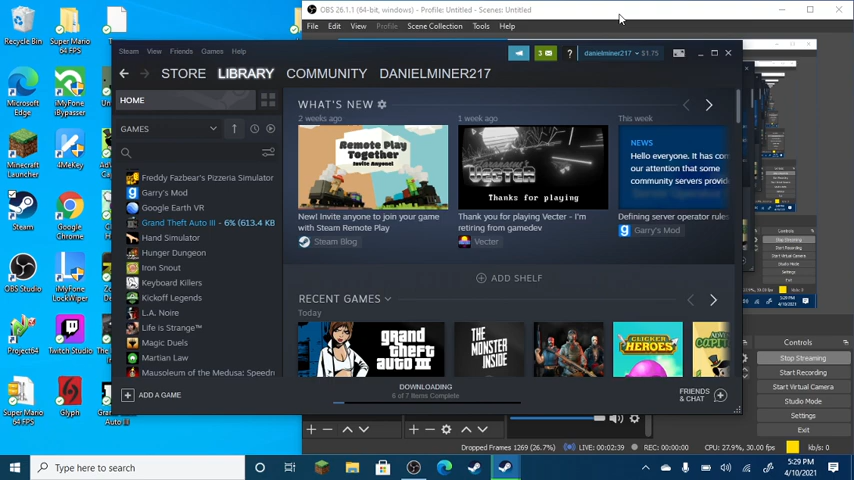 OBS 26.1.1 (64-bit, windows) - Profile: Untitled - Scenes: Untitled
File Edit View Profile Scene Collection Tools Help
Recycle Bin
Super Mario 64 FPS
Microsoft Edge
iMyFone iBypasser
Minecraft Launcher
4MeKey
Steam
Google Chrome
OBS Studio
iMyFone LockWiper
Project64
Twitch Studio
Super Mario 64 FPS
Glyph
Steam View Friends Games Help
danielminer217 $1.75
3
STORE LIBRARY COMMUNITY DANIELMINER217
HOME
GAMES
Freddy Fazbear's Pizzeria Simulator
Garry's Mod
Google Earth VR
Grand Theft Auto III - 6% (613.4 KB
Hand Simulator
Hunger Dungeon
Iron Snout
Keyboard Killers
Kickoff Legends
L.A. Noire
Life is Strange™
Magic Duels
Martian Law
Mausoleum of the Medusa: Speedrun
ADD A GAME
WHAT'S NEW
2 weeks ago
1 week ago
This week
Remote Play Together
Invite Anyone!
Thanks for playing
NEWS
Hello everyone. It has con
our attention that some
community servers provid
New! Invite anyone to join your game with Steam Remote Play
Steam Blog
Thank you for playing Vecter - I'm retiring from gamedev
Vecter
Defining server operator rules
Garry's Mod
ADD SHELF
RECENT GAMES
Today
grand theft auto III
THE MONSTER INSIDE
CLICKER HEROES
DOWNLOADING
6 of 7 Items Complete
FRIENDS & CHAT
Controls
Stop Streaming
Start Recording
Start Virtual Camera
Studio Mode
Settings
Exit
Dropped Frames 1269 (26.7%) LIVE: 00:02:39 REC: 00:00:00 CPU: 27.9%, 30.00 fps kb/s: 0
Type here to search
5:29 PM
4/10/2021